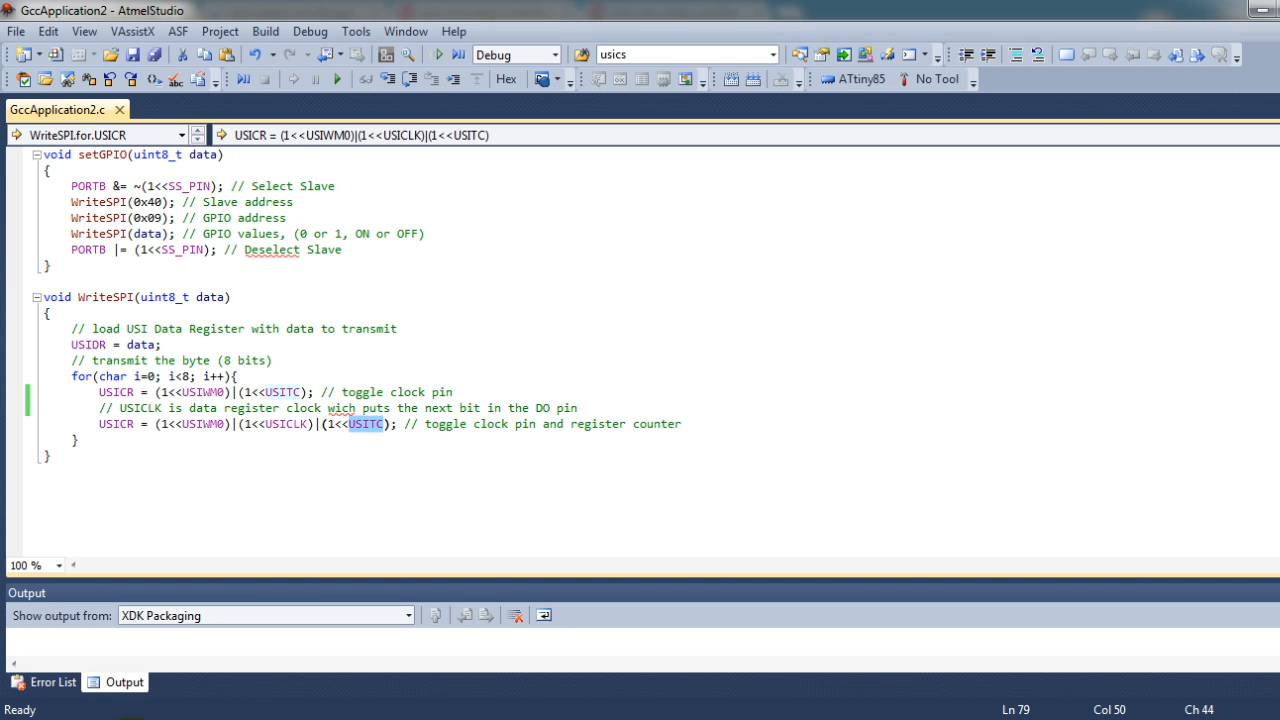 GccApplication2 - AtmelStudio
File Edit View VAssistX ASF Project Build Debug Tools Window Help
Debug usics
abc Hex ATtiny85 No Tool
GccApplication2.c
WriteSPI.for.USICR USICR = (1<<USIWM0)|(1<<USICLK)|(1<<USITC)
void setGPIO(uint8_t data)
{
PORTB &= ~(1<<SS_PIN); // Select Slave
WriteSPI(0x40); // Slave address
WriteSPI(0x09); // GPIO address
WriteSPI(data); // GPIO values, (0 or 1, ON or OFF)
PORTB |= (1<<SS_PIN); // Deselect Slave
}
void WriteSPI(uint8_t data)
{
// load USI Data Register with data to transmit
USIDR = data;
// transmit the byte (8 bits)
for(char i=0; i<8; i++){
USICR = (1<<USIWM0)|(1<<USITC); // toggle clock pin
// USICLK is data register clock wich puts the next bit in the DO pin
USICR = (1<<USIWM0)|(1<<USICLK)|(1<<USITC); // toggle clock pin and register counter
}
}
100 %
Output
Show output from: XDK Packaging
Error List Output
Ready Ln 79 Col 50 Ch 44